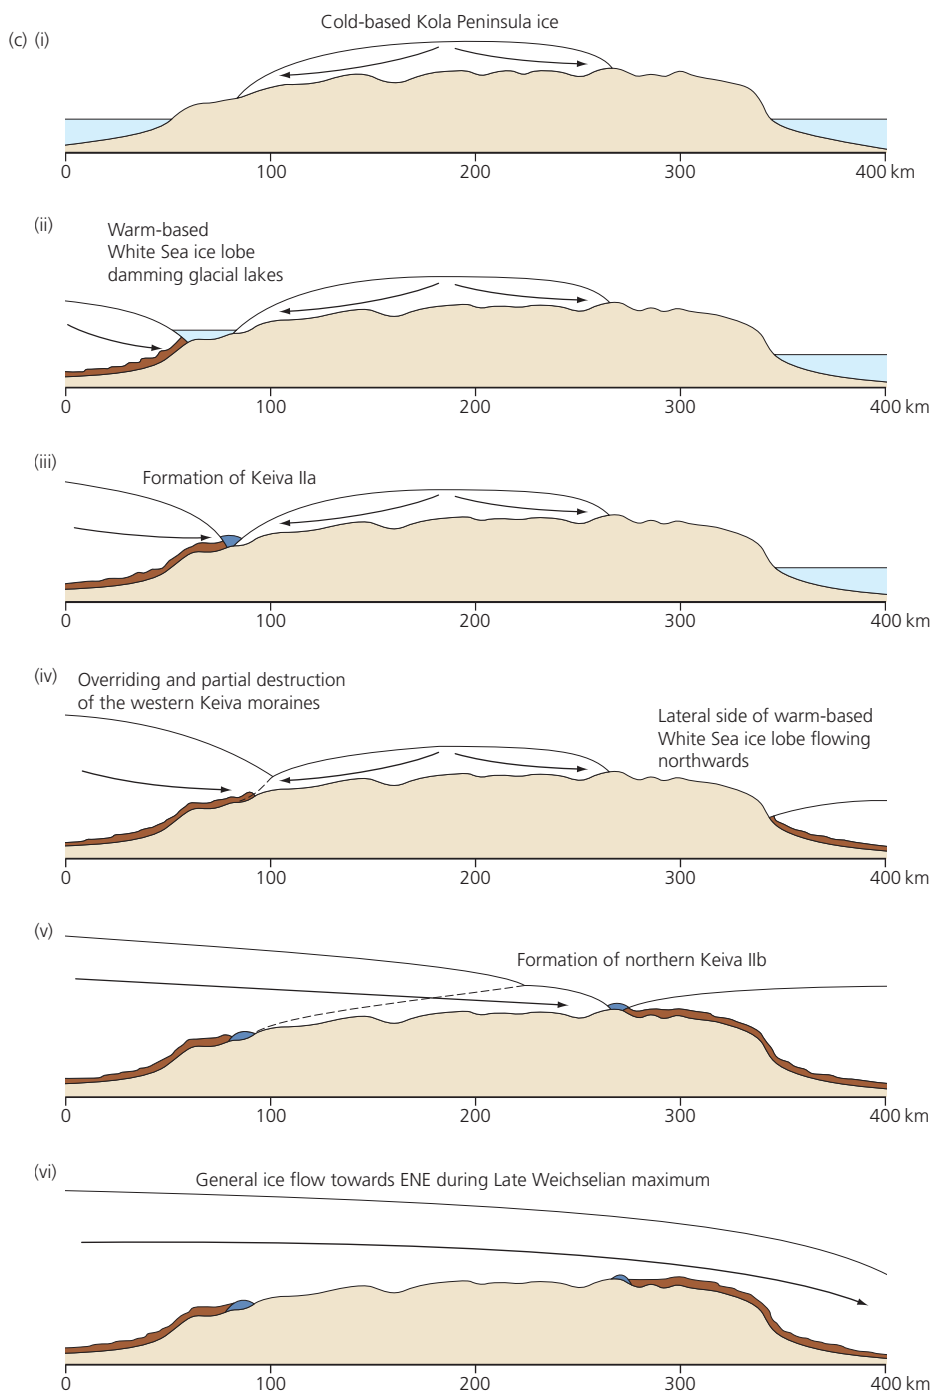 Cold-based Kola Peninsula ice
(c) (i)
0 100 200 300 400 km
(ii)
Warm-based
White Sea ice lobe
damming glacial lakes
0 100 200 300 400 km
(iii)
Formation of Keiva IIa
0 100 200 300 400 km
(iv)
Overriding and partial destruction
of the western Keiva moraines
Lateral side of warm-based
White Sea ice lobe flowing
northwards
0 100 200 300 400 km
(v)
Formation of northern Keiva IIb
0 100 200 300 400 km
(vi)
General ice flow towards ENE during Late Weichselian maximum
0 100 200 300 400 km